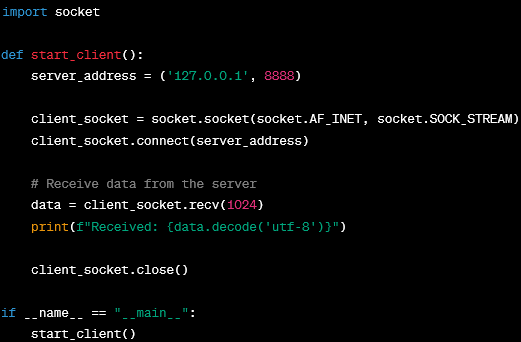 import socket

def start_client():
    server_address = ('127.0.0.1', 8888)

    client_socket = socket.socket(socket.AF_INET, socket.SOCK_STREAM)
    client_socket.connect(server_address)

    # Receive data from the server
    data = client_socket.recv(1024)
    print(f"Received: {data.decode('utf-8')}")

    client_socket.close()

if __name__ == "__main__":
    start_client()